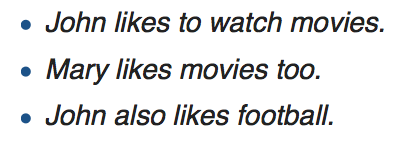 John likes to watch movies.
Mary likes movies too.
John also likes football.